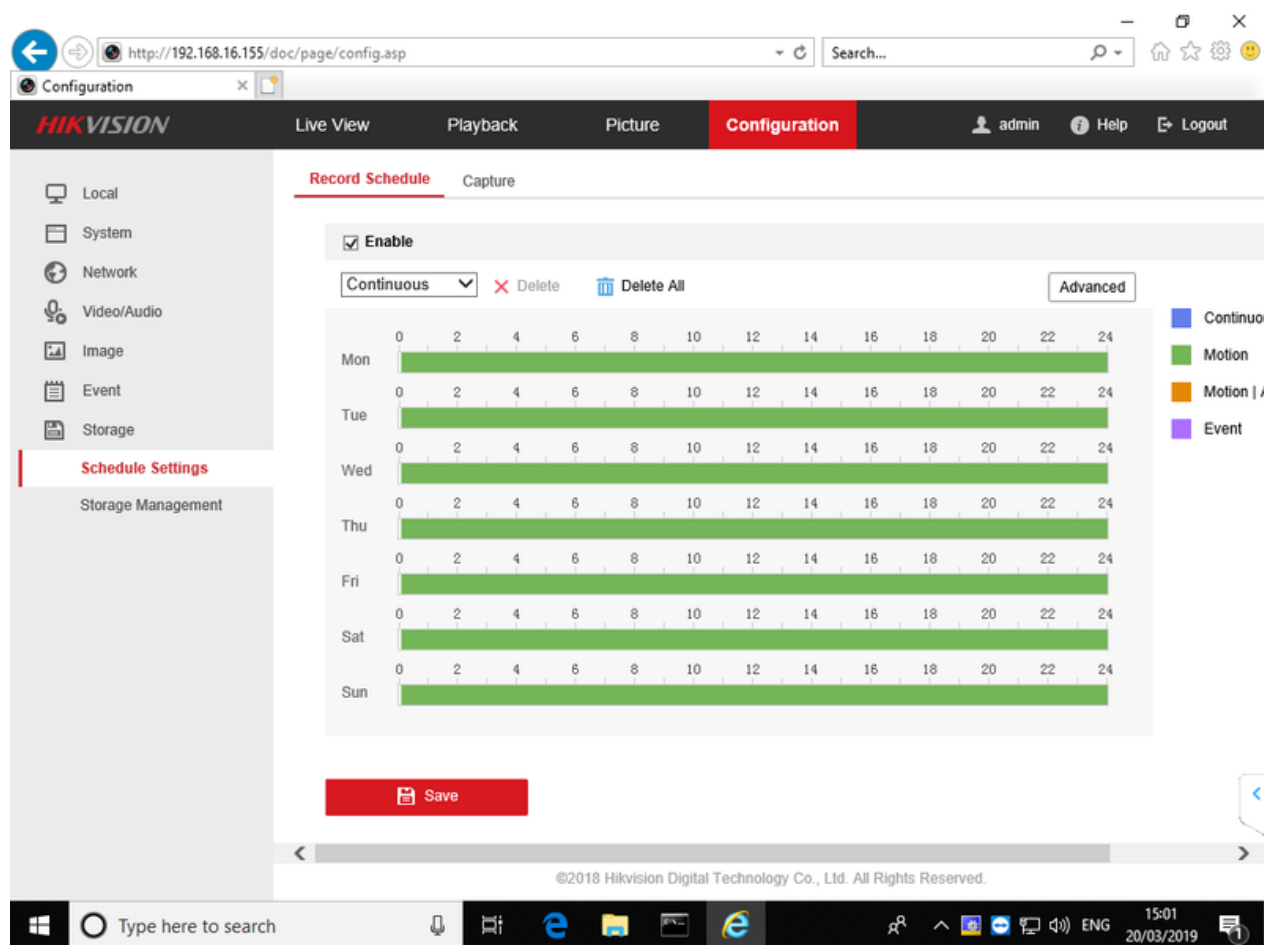 http://192.168.16.155/doc/page/config.asp
Search...
Configuration
HIKVISION
Live View
Playback
Picture
Configuration
admin
Help
Logout
Local
System
Network
Video/Audio
Image
Event
Storage
Schedule Settings
Storage Management
Record Schedule
Capture
Enable
Continuous
Delete
Delete All
Advanced
0 2 4 6 8 10 12 14 16 18 20 22 24
Mon
0 2 4 6 8 10 12 14 16 18 20 22 24
Tue
0 2 4 6 8 10 12 14 16 18 20 22 24
Wed
0 2 4 6 8 10 12 14 16 18 20 22 24
Thu
0 2 4 6 8 10 12 14 16 18 20 22 24
Fri
0 2 4 6 8 10 12 14 16 18 20 22 24
Sat
0 2 4 6 8 10 12 14 16 18 20 22 24
Sun
Continuo
Motion
Motion | A
Event
Save
©2018 Hikvision Digital Technology Co., Ltd. All Rights Reserved.
Type here to search
ENG
15:01
20/03/2019
1